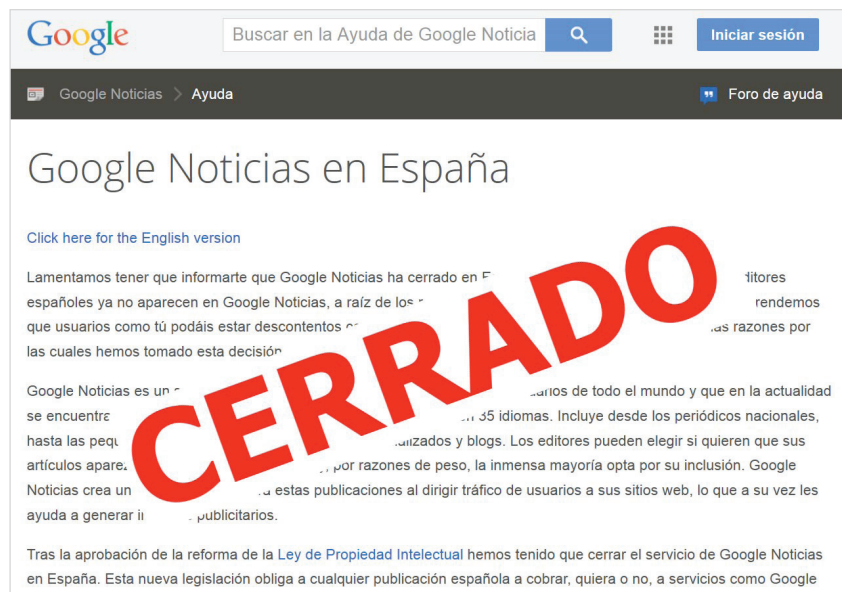 Google
Buscar en la Ayuda de Google Noticia
Iniciar sesión
Google Noticias > Ayuda
Foro de ayuda
Google Noticias en España
Click here for the English version
Lamentamos tener que informarte que Google Noticias ha cerrado en
españoles ya no aparecen en Google Noticias, a raíz de los
que usuarios como tú podáis estar descontentos razones por
las cuales hemos tomado esta decisión
CERRADO
Google Noticias es un de todo el mundo y que en la actualidad
se 35 idiomas. Incluye desde los periódicos nacionales,
hasta las y blogs. Los editores pueden elegir si quieren que sus
artículos por razones de peso, la inmensa mayoría opta por su inclusión. Google
Noticias crea un estas publicaciones al dirigir tráfico de usuarios a sus sitios web, lo que a su vez les
ayuda a generar publicitarios.
Tras la aprobación de la reforma de la Ley de Propiedad Intelectual hemos tenido que cerrar el servicio de Google Noticias
en España. Esta nueva legislación obliga a cualquier publicación española a cobrar, quiera o no, a servicios como Google